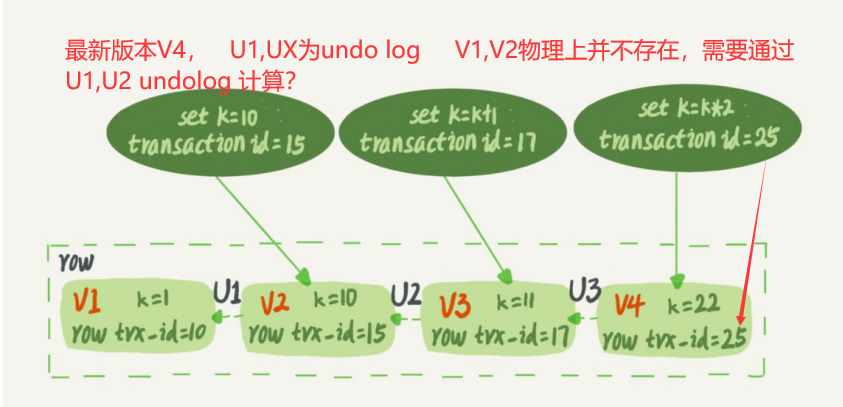 最新版本V4， U1,UX为undo log V1,V2物理上并不存在，需要通过
U1,U2 undolog 计算？
set k=10
transaction id=15
set k=k+1
transaction id=17
set k=k*2
transaction id=25
row
V1 k=1
row trx-id=10
U1
V2 k=10
row trx-id=15
U2
V3 k=11
row trx-id=17
U3
V4 k=22
row trx-id=25